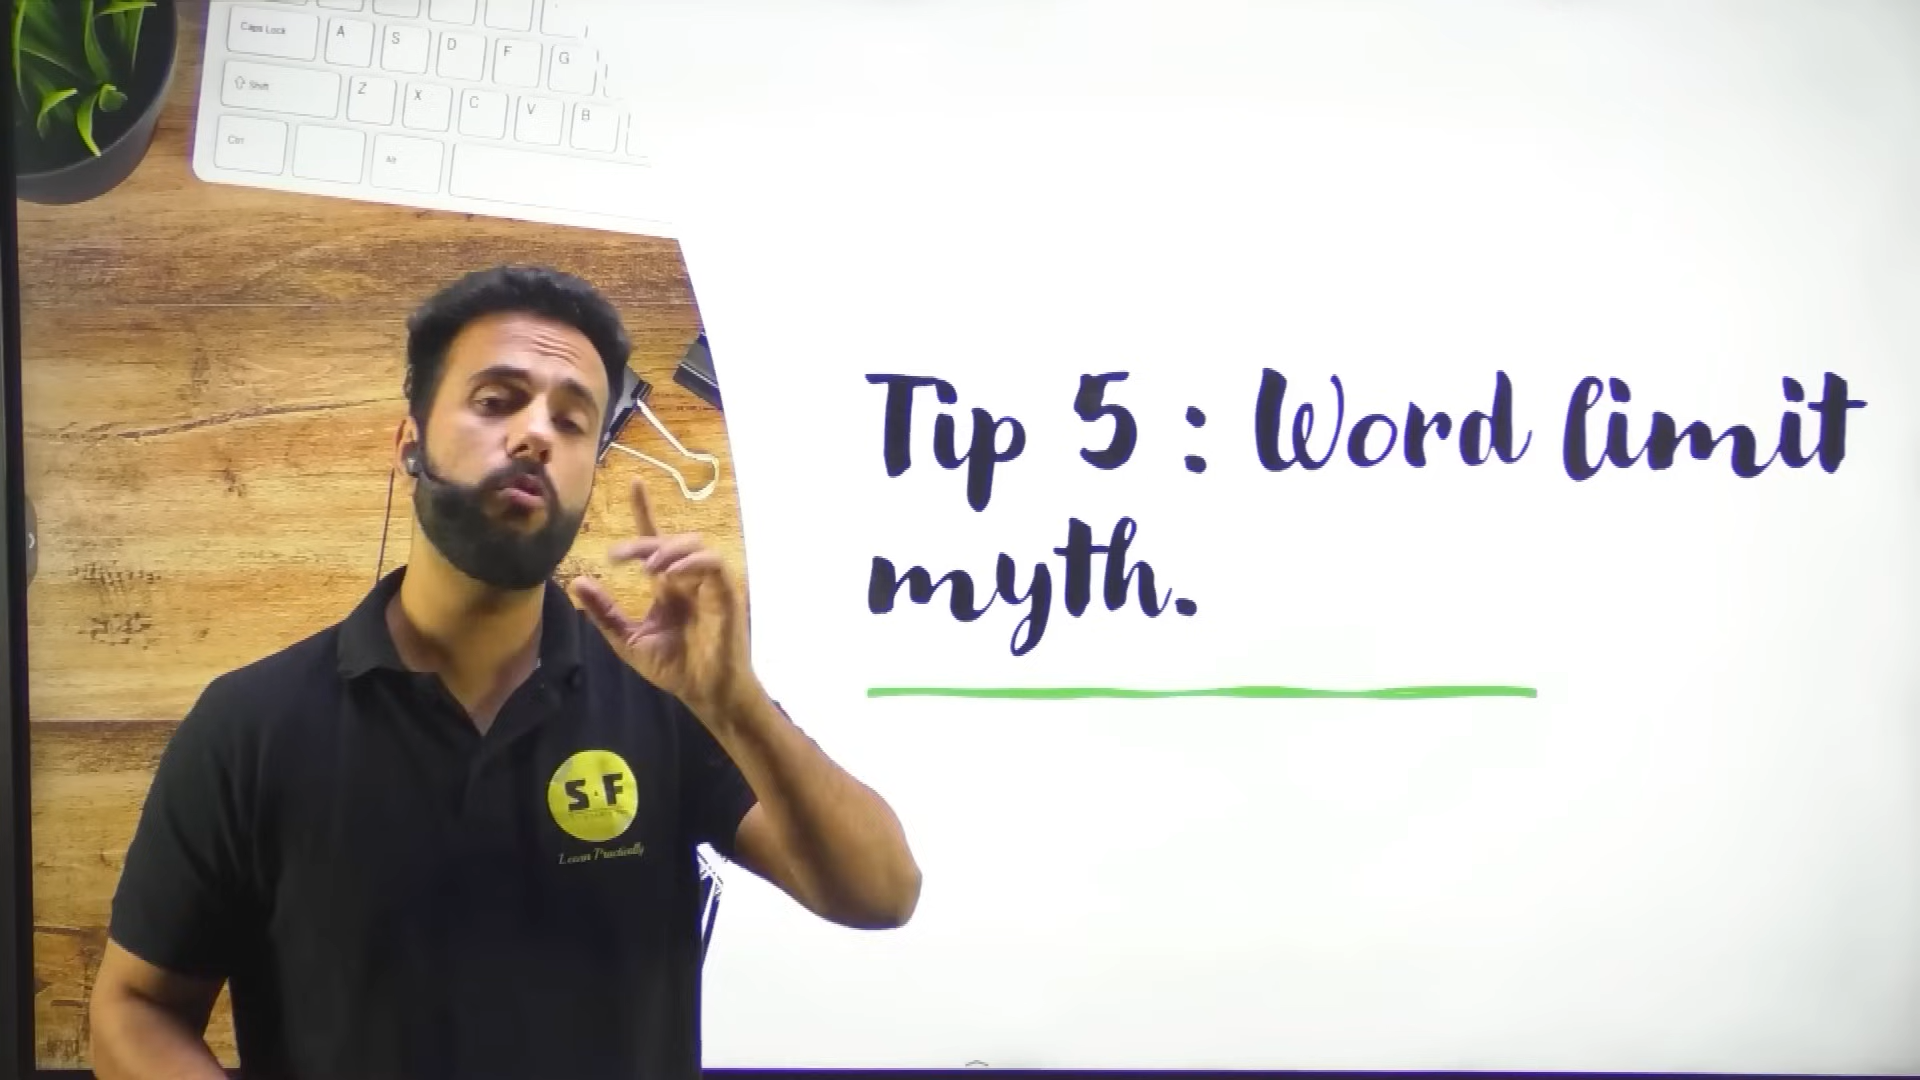 Caps Lock A S D F G
Shift Z X C V B
Ctrl Alt
Tip 5 : Word limit
myth.
S F
Learn Practically